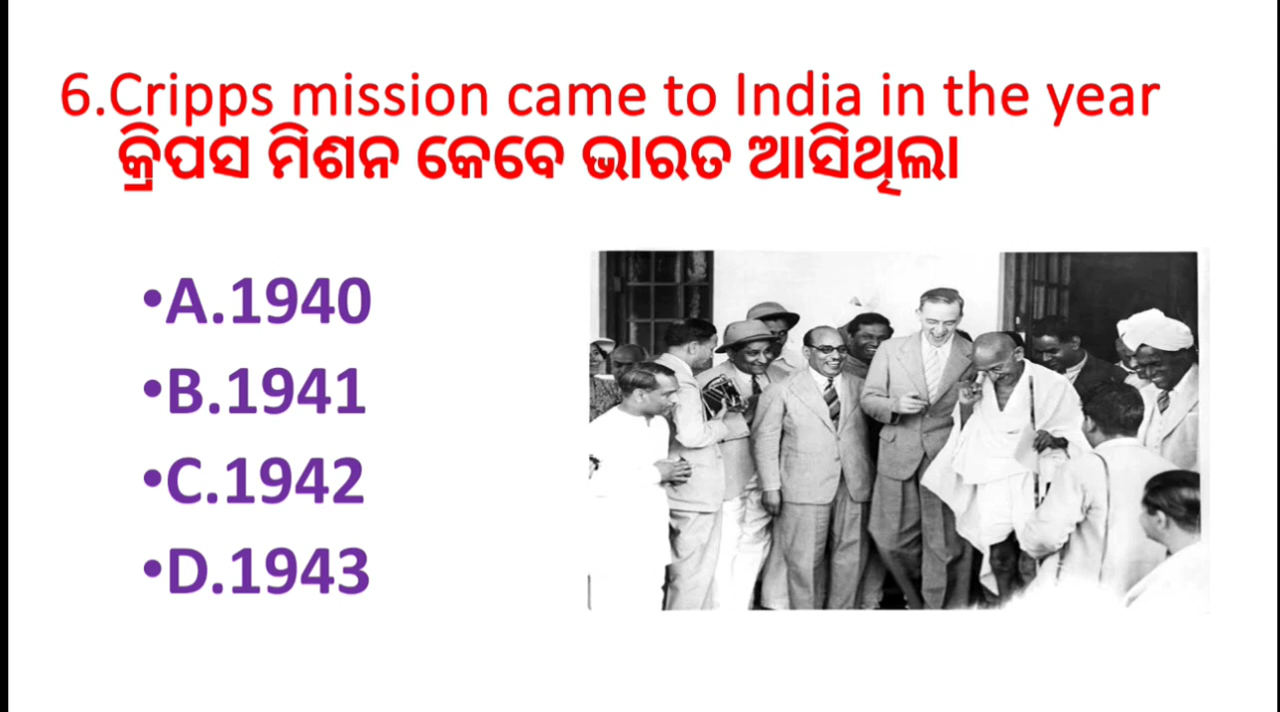 6.Cripps mission came to India in the year
କ୍ରିପସ ମିଶନ କେବେ ଭାରତ ଆସିଥିଲା
•A.1940
•B.1941
•C.1942
•D.1943